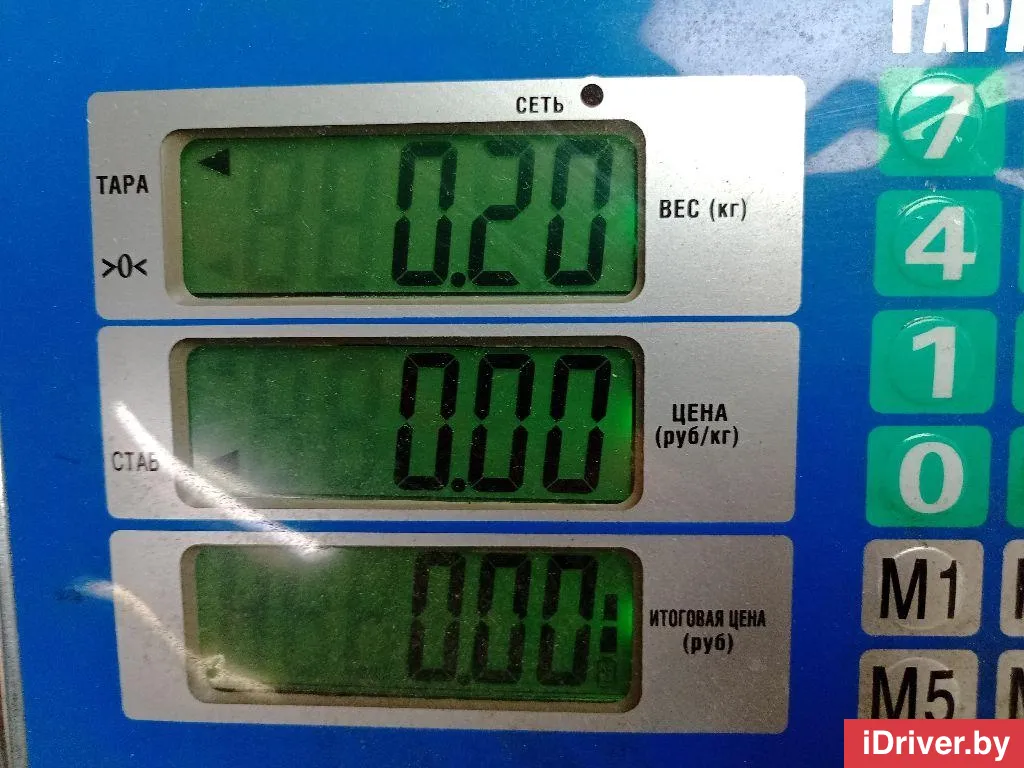 ГАРА
СЕТЬ
7
ТАРА
0.20
ВЕС (кг)
>0<
4
0.00
ЦЕНА
(руб/кг)
1
СТАБ
0
0.00
ИТОГОВАЯ ЦЕНА
(руб)
M1
M5
iDriver.by